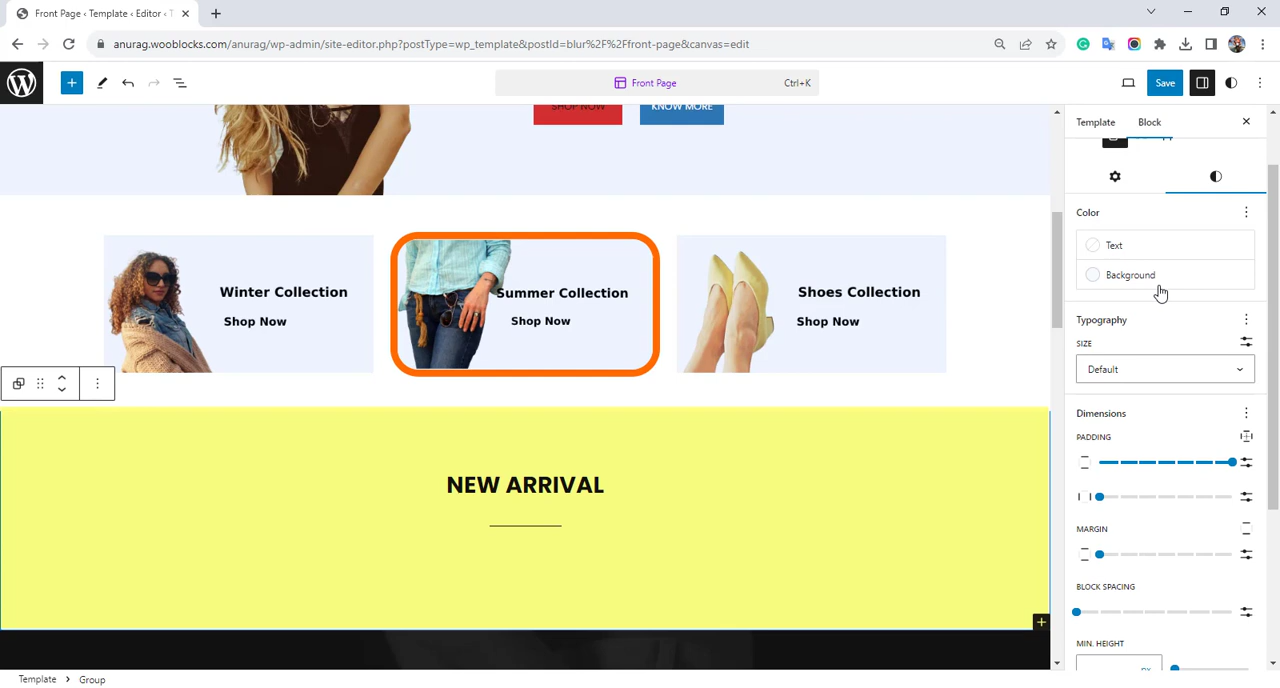 Front Page ‹ Template ‹ Editor ‹ T
anurag.wooblocks.com/anurag/wp-admin/site-editor.php?postType=wp_template&postId=blur%2F%2Ffront-page&canvas=edit
Front Page
Ctrl+K
Save
SHOP NOW
KNOW MORE
Template
Block
Color
Text
Background
Winter Collection
Shop Now
Summer Collection
Shop Now
Shoes Collection
Shop Now
Typography
SIZE
Default
Dimensions
PADDING
NEW ARRIVAL
MARGIN
BLOCK SPACING
MIN. HEIGHT
PX
Template
Group